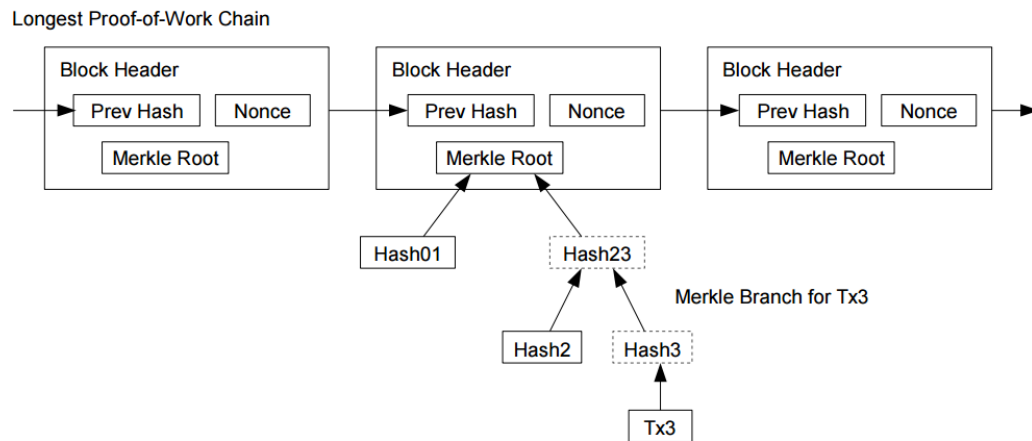 Longest Proof-of-Work Chain
Block Header
Block Header
Block Header
Prev Hash
Nonce
Prev Hash
Nonce
Prev Hash
Nonce
Merkle Root
Merkle Root
Merkle Root
Hash01
Hash23
Merkle Branch for Tx3
Hash2
Hash3
Tx3